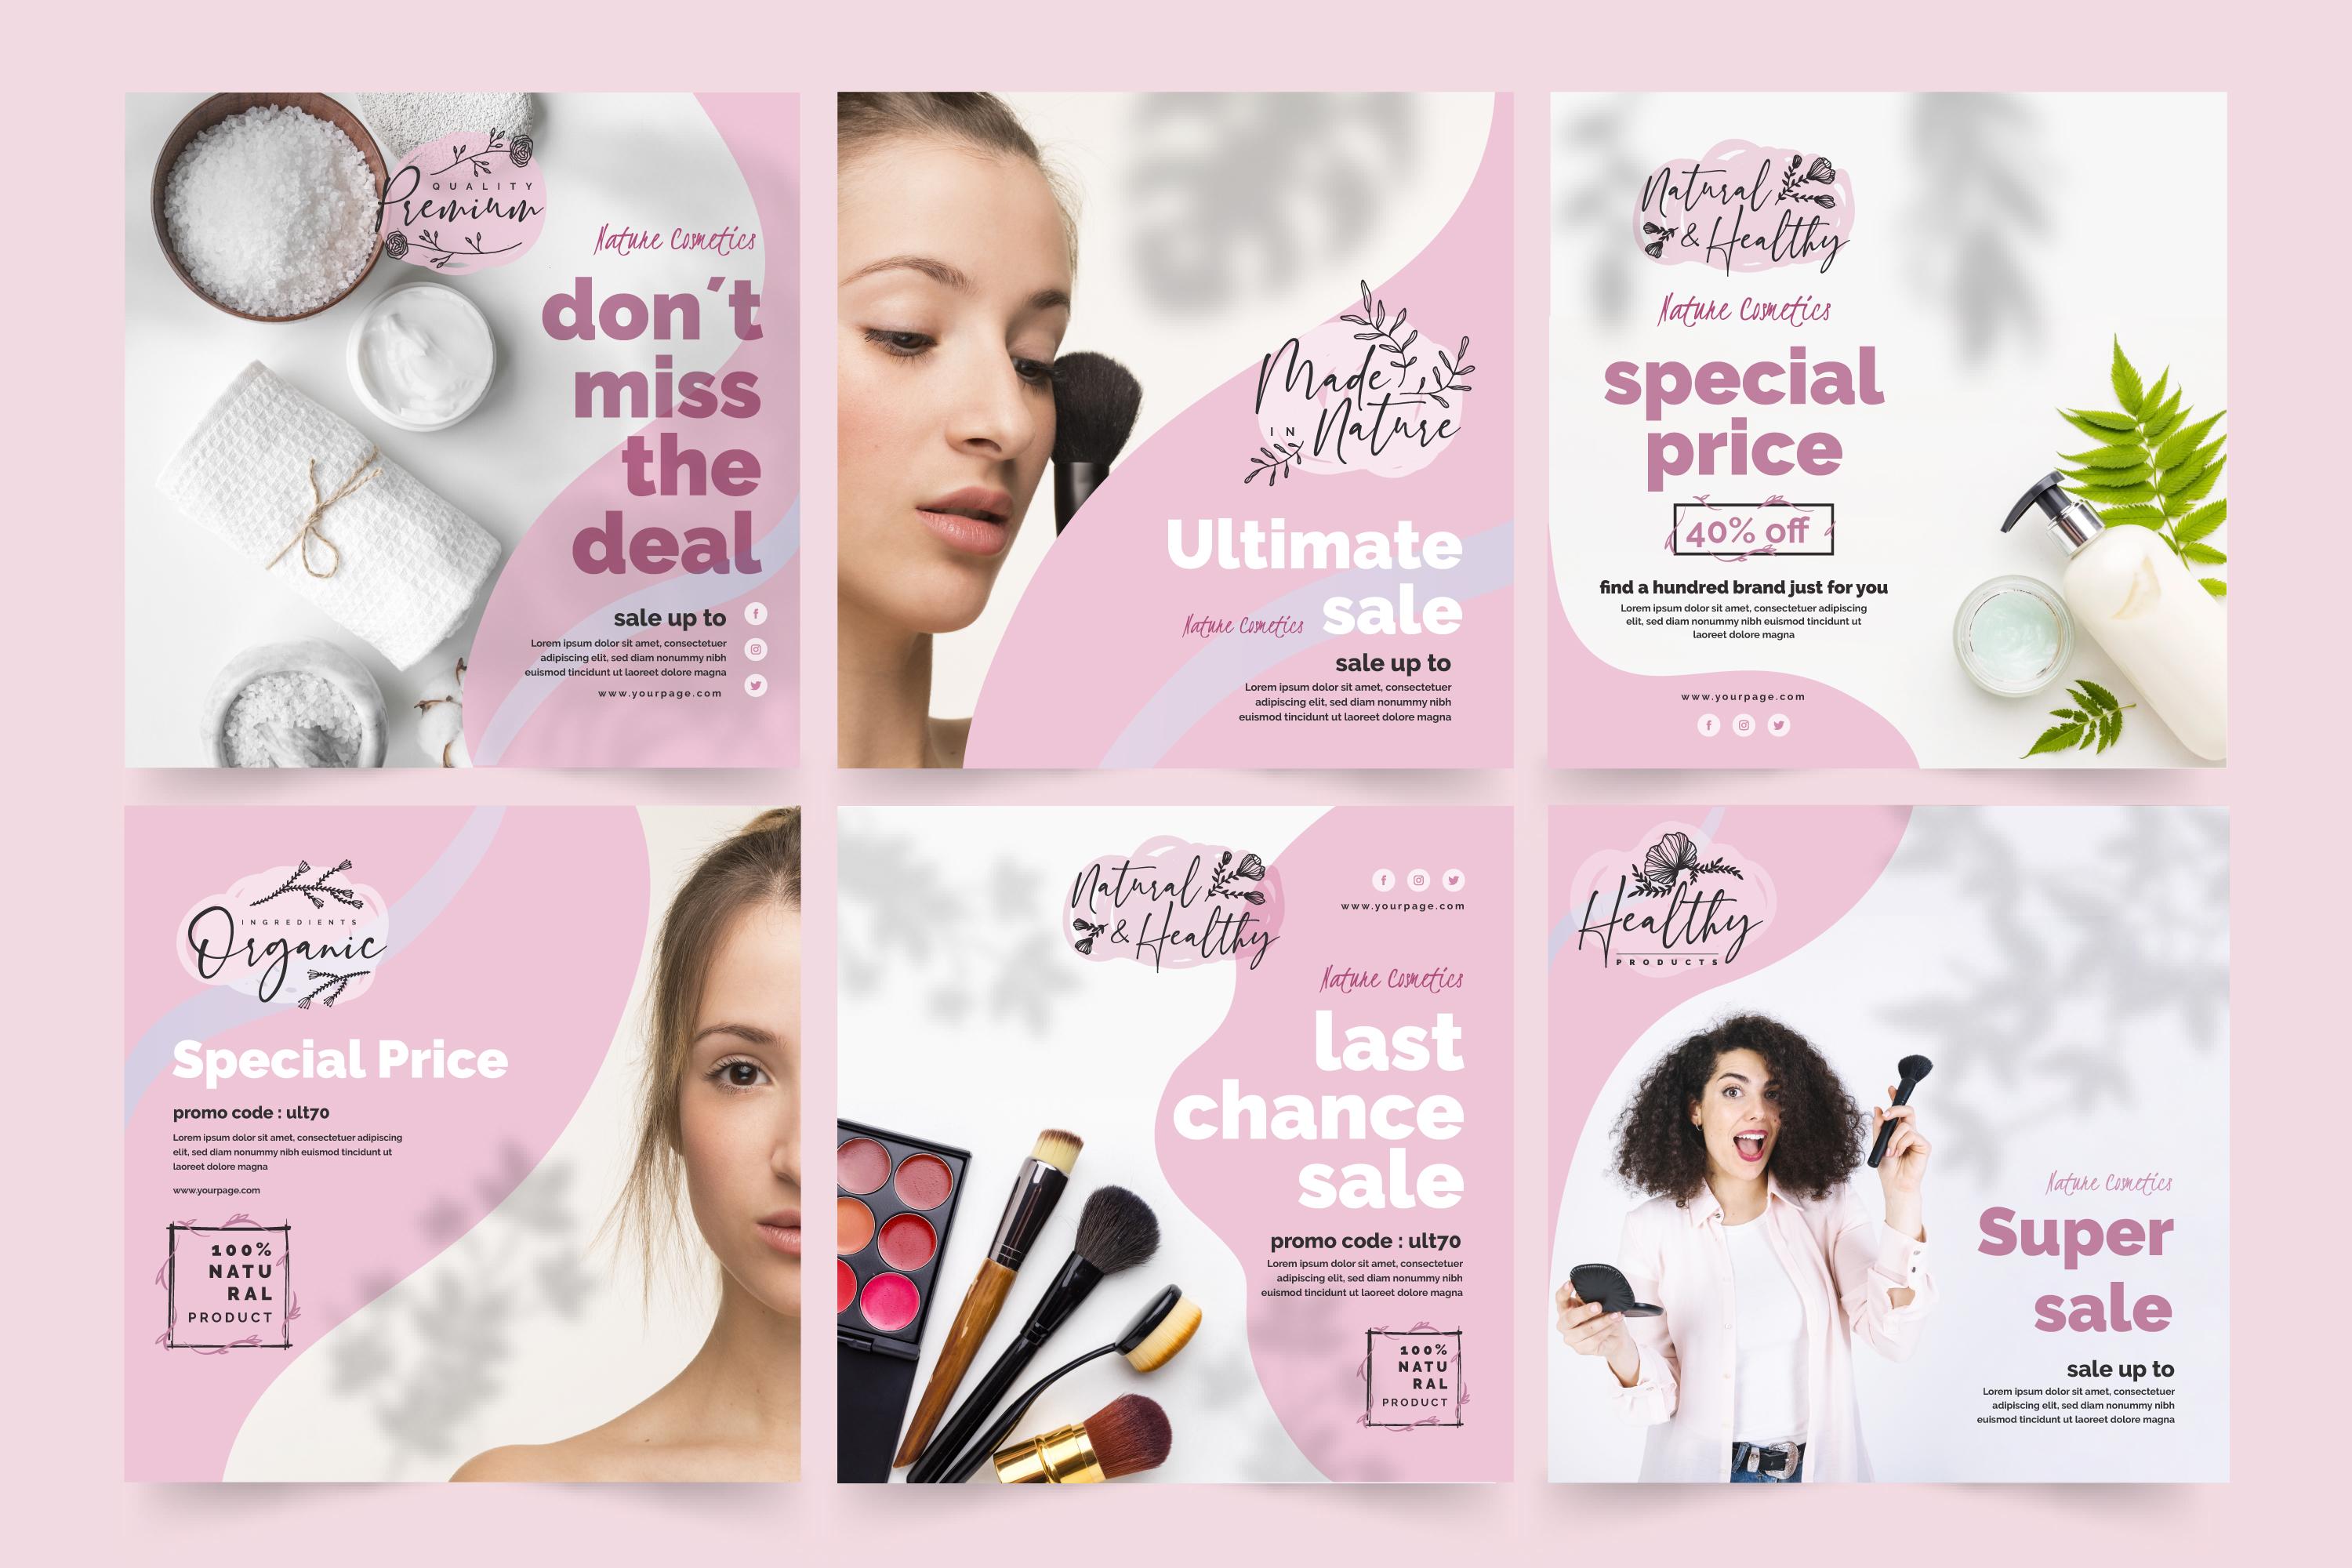 QUALITY
Premium
Nature Cosmetics
don´t
miss
the
deal
sale up to
Lorem ipsum dolor sit amet, consectetuer
adipiscing elit, sed diam nonummy nibh
euismod tincidunt ut laoreet dolore magna
www.yourpage.com
Made
IN Nature
Ultimate
Nature Cosmetics sale
sale up to
Lorem ipsum dolor sit amet, consectetuer
adipiscing elit, sed diam nonummy nibh
euismod tincidunt ut laoreet dolore magna
Natural
& Healthy
Nature Cosmetics
special
price
40% off
find a hundred brand just for you
Lorem ipsum dolor sit amet, consectetuer adipiscing
elit, sed diam nonummy nibh euismod tincidunt ut
laoreet dolore magna
www.yourpage.com
INGREDIENTS
Organic
Special Price
promo code : ult70
Lorem ipsum dolor sit amet, consectetuer adipiscing
elit, sed diam nonummy nibh euismod tincidunt ut
laoreet dolore magna
www.yourpage.com
100%
NATU
RAL
PRODUCT
Natural
& Healthy
www.yourpage.com
Nature Cosmetics
last
chance
sale
promo code : ult70
Lorem ipsum dolor sit amet, consectetuer
adipiscing elit, sed diam nonummy nibh
euismod tincidunt ut laoreet dolore magna
100%
NATU
RAL
PRODUCT
Healthy
PRODUCTS
Nature Cosmetics
Super
sale
sale up to
Lorem ipsum dolor sit amet, consectetuer
adipiscing elit, sed diam nonummy nibh
euismod tincidunt ut laoreet dolore magna